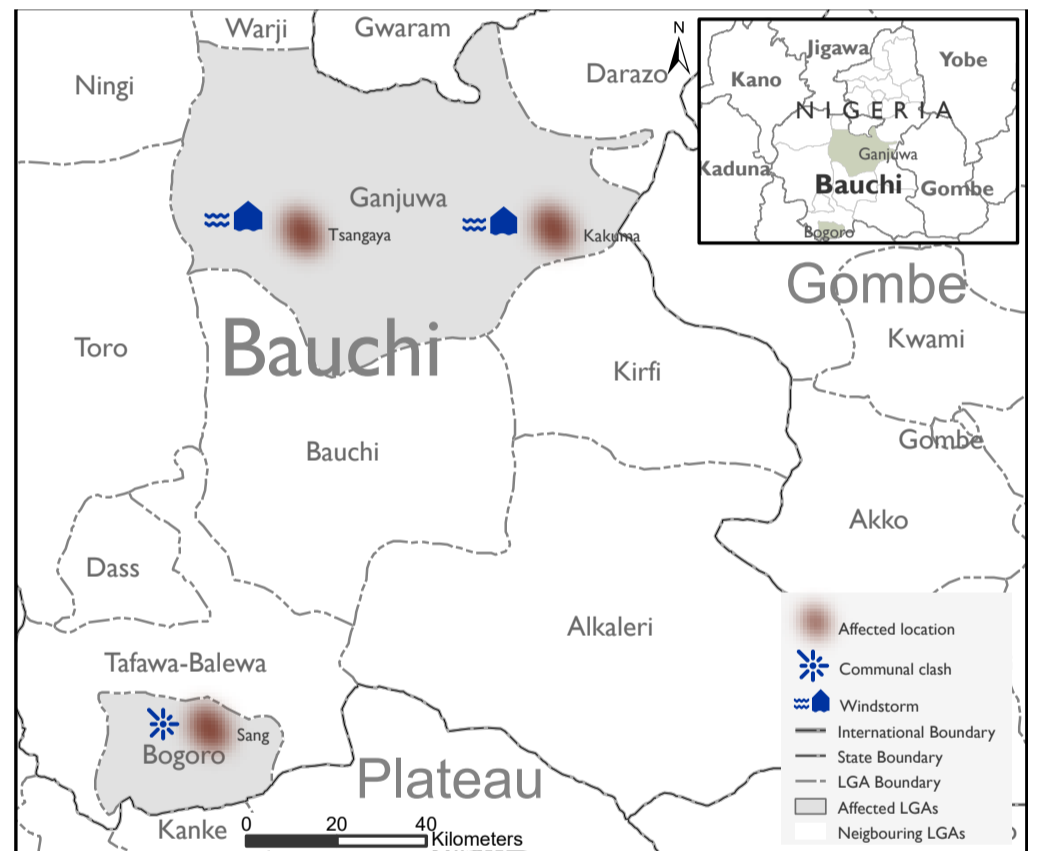 Warji
Gwaram
Ningi
Darazo
N
Jigawa
Yobe
Kano
NIGERIA
Ganjuwa
Kaduna
Bauchi
Gombe
Bogoro
Ganjuwa
Tsangaya
Kakuma
Gombe
Kwami
Toro
Bauchi
Kirfi
Gombe
Bauchi
Akko
Dass
Alkaleri
Tafawa-Balewa
Sang
Bogoro
Plateau
Kanke
0 20 40
Kilometers
Affected location
Communal clash
Windstorm
International Boundary
State Boundary
LGA Boundary
Affected LGAs
Neigbouring LGAs